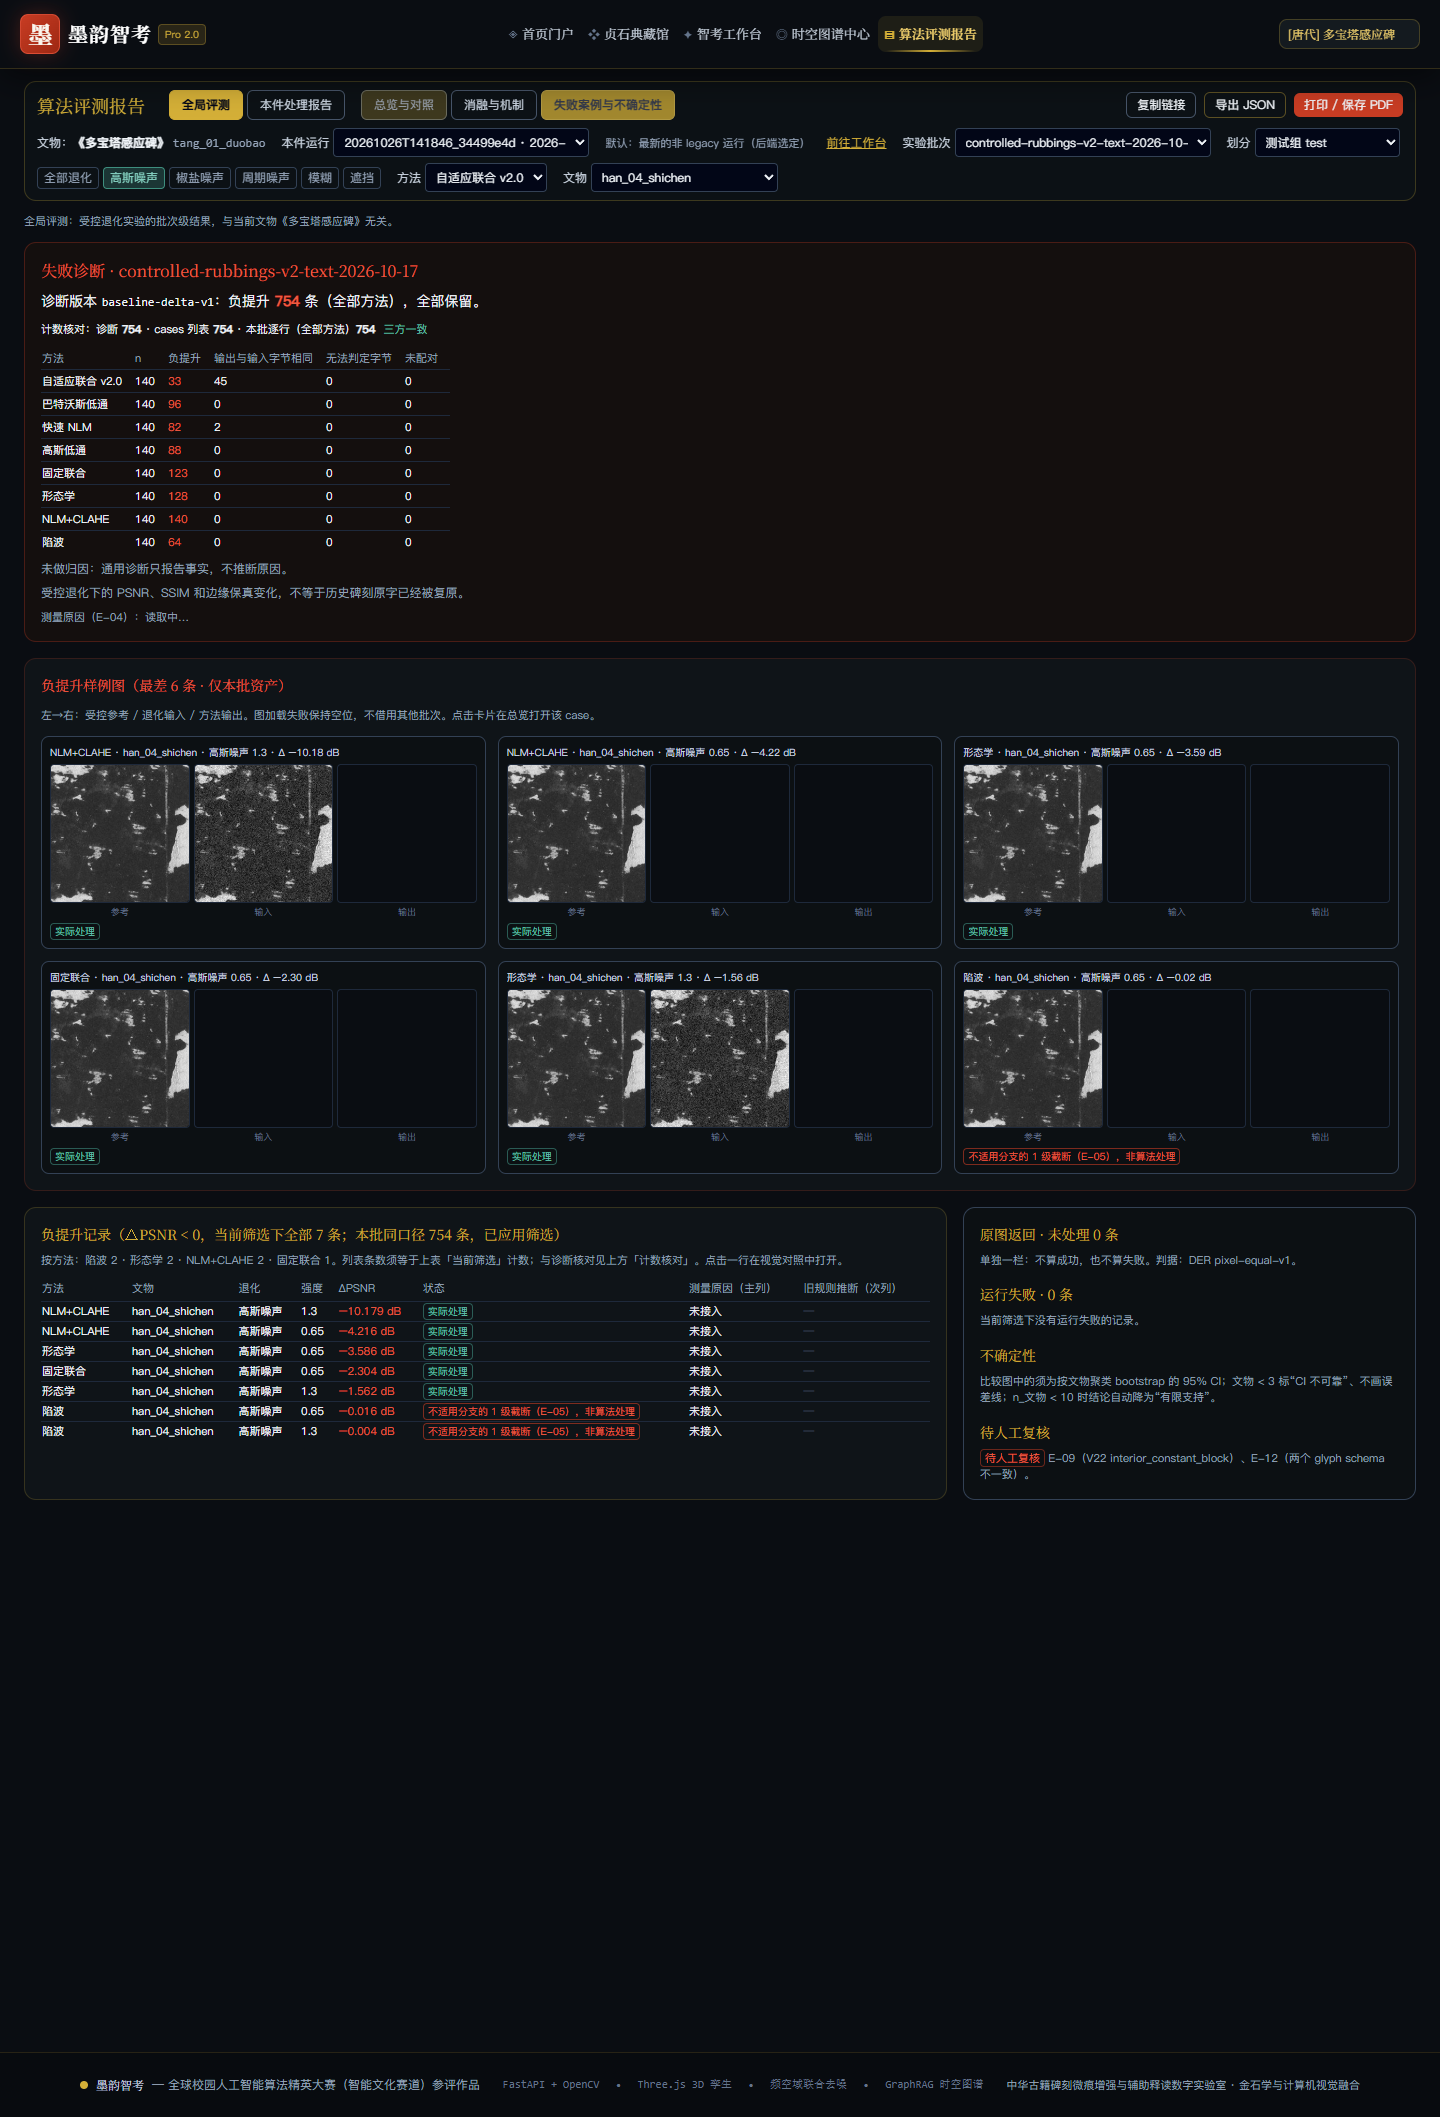 墨 墨韵智考 Pro 2.0 首页门户 贞石典藏馆 智考工作台 时空图谱中心 算法评测报告 [唐代] 多宝塔感应碑
算法评测报告 全局评测 本件处理报告 总览与对照 消融与机制 失败案例与不确定性 复制链接 导出 JSON 打印 / 保存 PDF
文物：《多宝塔感应碑》 tang_01_duobao 本件运行 20261026T141846_34499e4d · 2026- 默认：最新的非 legacy 运行（后端选定） 前往工作台 实验批次 controlled-rubbings-v2-text-2026-10- 划分 测试组 test
全部退化 高斯噪声 椒盐噪声 周期噪声 模糊 遮挡 方法 自适应联合 v2.0 文物 han_04_shichen
全局评测：受控退化实验的批次级结果，与当前文物《多宝塔感应碑》无关。
失败诊断 · controlled-rubbings-v2-text-2026-10-17
诊断版本 baseline-delta-v1：负提升 754 条（全部方法），全部保留。
计数核对：诊断 754 · cases 列表 754 · 本批逐行（全部方法）754 三方一致
方法 n 负提升 输出与输入字节相同 无法判定字节 未配对
自适应联合 v2.0 140 33 45 0 0
巴特沃斯低通 140 96 0 0 0
快速 NLM 140 82 2 0 0
高斯低通 140 88 0 0 0
固定联合 140 123 0 0 0
形态学 140 128 0 0 0
NLM+CLAHE 140 140 0 0 0
陷波 140 64 0 0 0
未做归因：通用诊断只报告事实，不推断原因。
受控退化下的 PSNR、SSIM 和边缘保真变化，不等于历史碑刻原字已经被复原。
测量原因（E-04）：读取中…
负提升样例图（最差 6 条 · 仅本批资产）
左→右：受控参考 / 退化输入 / 方法输出。图加载失败保持空位，不借用其他批次。点击卡片在总览打开该 case。
NLM+CLAHE · han_04_shichen · 高斯噪声 1.3 · Δ −10.18 dB
参考 输入 输出
实际处理
NLM+CLAHE · han_04_shichen · 高斯噪声 0.65 · Δ −4.22 dB
参考 输入 输出
实际处理
形态学 · han_04_shichen · 高斯噪声 0.65 · Δ −3.59 dB
参考 输入 输出
实际处理
固定联合 · han_04_shichen · 高斯噪声 0.65 · Δ −2.30 dB
参考 输入 输出
实际处理
形态学 · han_04_shichen · 高斯噪声 1.3 · Δ −1.56 dB
参考 输入 输出
实际处理
陷波 · han_04_shichen · 高斯噪声 0.65 · Δ −0.02 dB
参考 输入 输出
不适用分支的 1 级截断（E-05），非算法处理
负提升记录（△PSNR < 0，当前筛选下全部 7 条；本批同口径 754 条，已应用筛选）
按方法：陷波 2 · 形态学 2 · NLM+CLAHE 2 · 固定联合 1。列表条数须等于上表「当前筛选」计数；与诊断核对见上方「计数核对」。点击一行在视觉对照中打开。
方法 文物 退化 强度 ΔPSNR 状态 测量原因（主列） 旧规则推断（次列）
NLM+CLAHE han_04_shichen 高斯噪声 1.3 −10.179 dB 实际处理 未接入 —
NLM+CLAHE han_04_shichen 高斯噪声 0.65 −4.216 dB 实际处理 未接入 —
形态学 han_04_shichen 高斯噪声 0.65 −3.586 dB 实际处理 未接入 —
固定联合 han_04_shichen 高斯噪声 0.65 −2.304 dB 实际处理 未接入 —
形态学 han_04_shichen 高斯噪声 1.3 −1.562 dB 实际处理 未接入 —
陷波 han_04_shichen 高斯噪声 0.65 −0.016 dB 不适用分支的 1 级截断（E-05），非算法处理 未接入 —
陷波 han_04_shichen 高斯噪声 1.3 −0.004 dB 不适用分支的 1 级截断（E-05），非算法处理 未接入 —
原图返回 · 未处理 0 条
单独一栏：不算成功，也不算失败。判据：DER pixel-equal-v1。
运行失败 · 0 条
当前筛选下没有运行失败的记录。
不确定性
比较图中的须为按文物聚类 bootstrap 的 95% CI；文物 < 3 标“CI 不可靠”、不画误
差线；n_文物 < 10 时结论自动降为“有限支持”。
待人工复核
待人工复核 E-09（V22 interior_constant_block）、E-12（两个 glyph schema
不一致）。
墨韵智考 — 全球校园人工智能算法精英大赛（智能文化赛道）参评作品 FastAPI + OpenCV • Three.js 3D 孪生 • 频空域联合去噪 • GraphRAG 时空图谱 中华古籍碑刻微痕增强与辅助释读数字实验室 · 金石学与计算机视觉融合